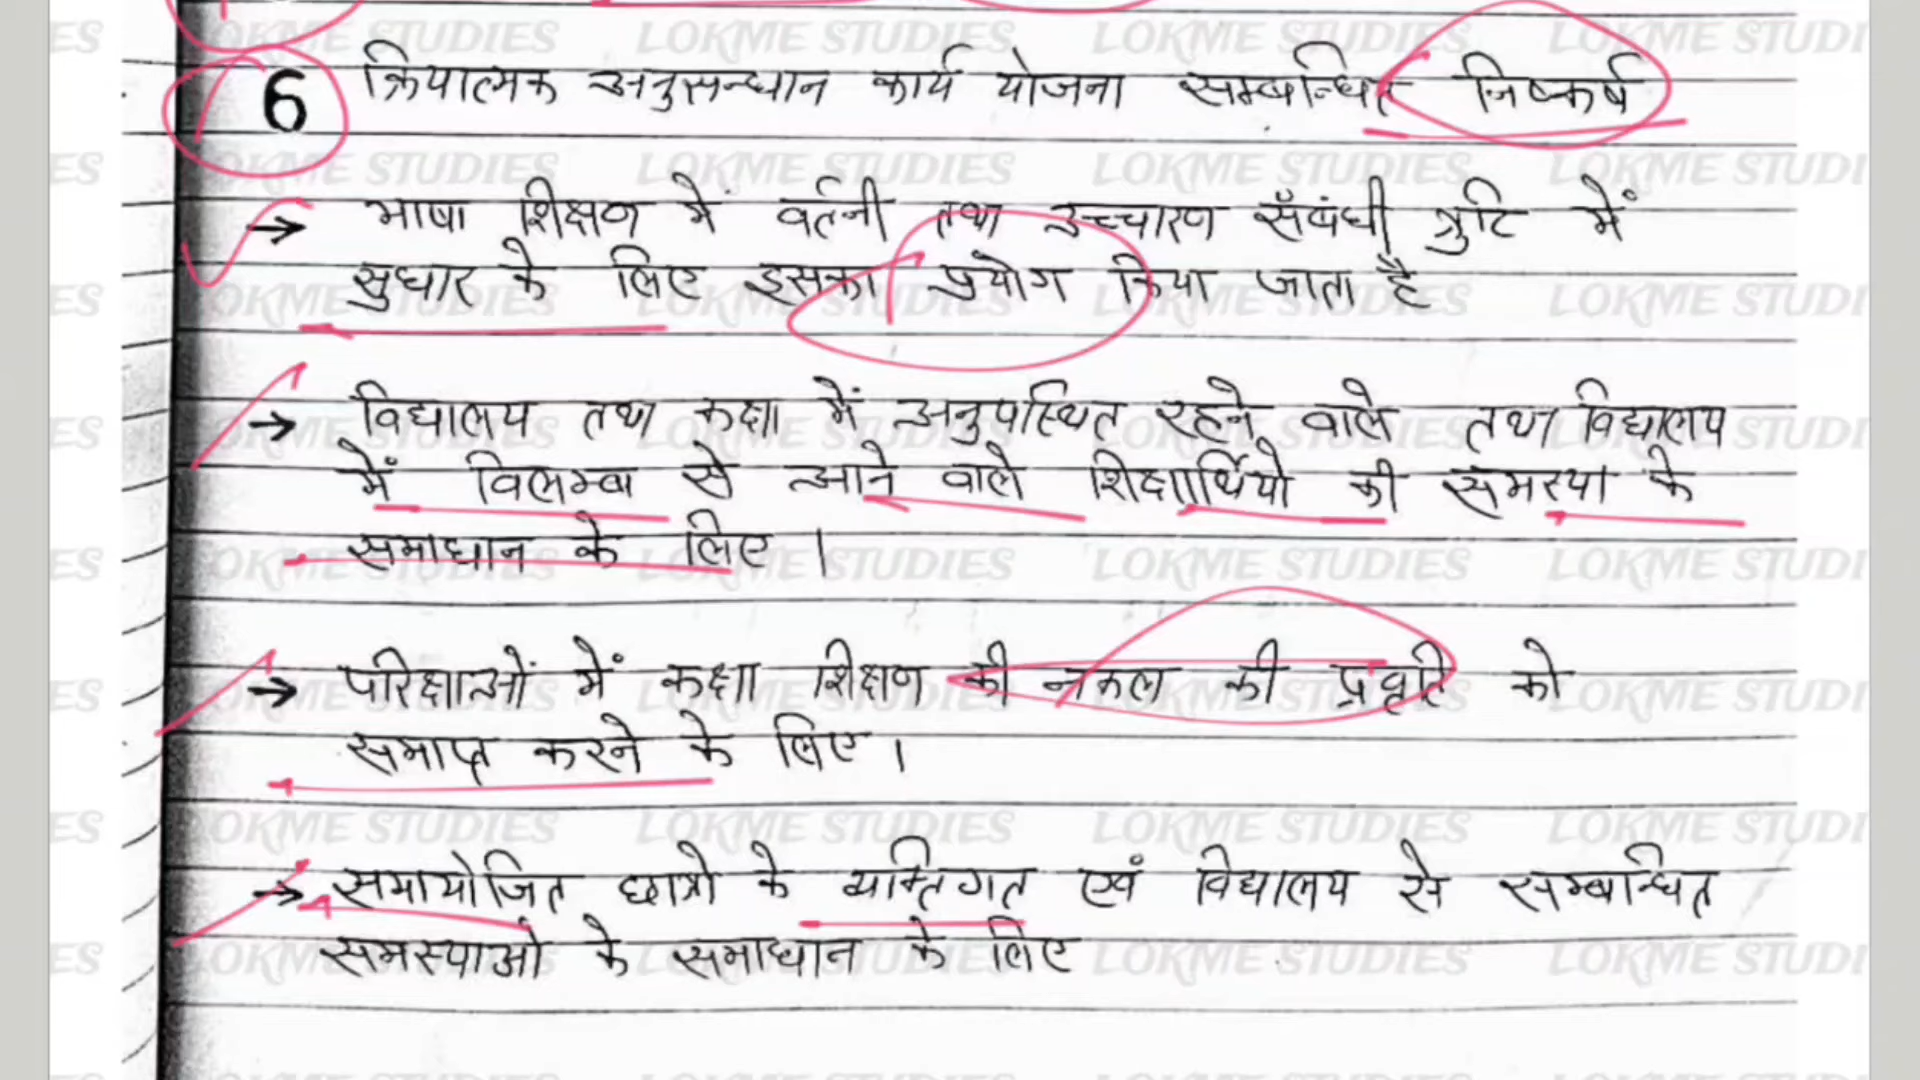 6 क्रियात्मक अनुसन्धान कार्य योजना सम्बन्धित निष्कर्ष
→ भाषा शिक्षण में वर्तनी तथा उच्चारण संबंधी त्रुटि में
सुधार के लिए इसका प्रयोग किया जाता है
→ विद्यालय तथा कक्षा में अनुपस्थित रहने वाले तथा विद्यालय
में विलम्ब से आने वाले शिक्षार्थियो की समस्या के
समाधान के लिए ।
→ परिक्षाओं में कक्षा शिक्षण की नकल की प्रवृति को
समाप्त करने के लिए ।
→ समायोजित छात्रो के व्यक्तिगत एवं विद्यालय से सम्बन्धित
समस्याओ के समाधान के लिए
LOKME STUDIES